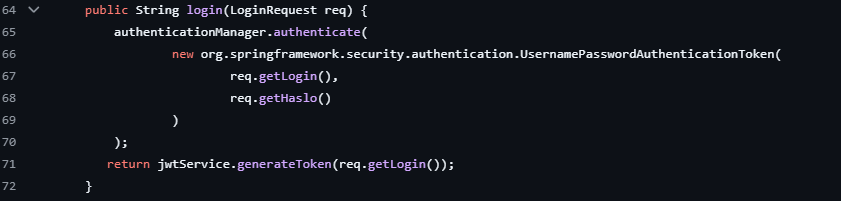 64 public String login(LoginRequest req) {
65 authenticationManager.authenticate(
66 new org.springframework.security.authentication.UsernamePasswordAuthenticationToken(
67 req.getLogin(),
68 req.getHaslo()
69 )
70 );
71 return jwtService.generateToken(req.getLogin());
72 }